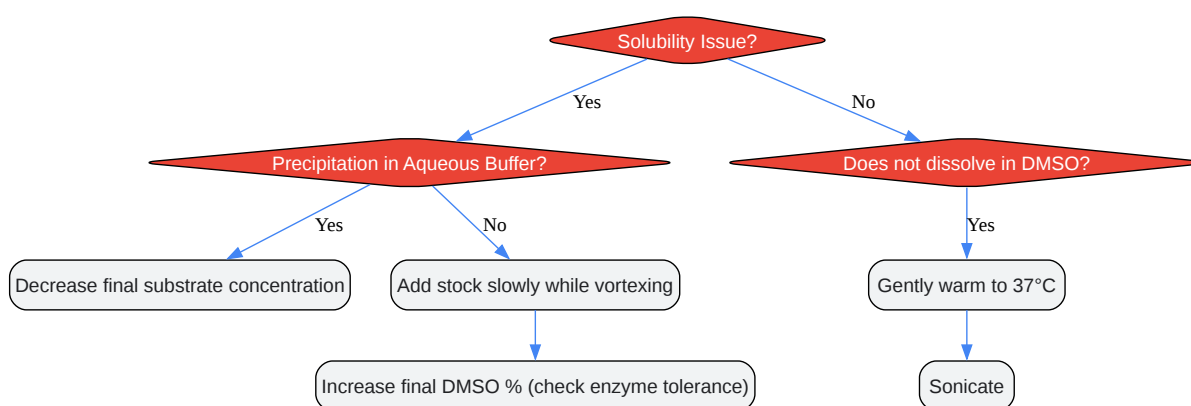 Solubility Issue?
Yes
No
Precipitation in Aqueous Buffer?
Does not dissolve in DMSO?
Yes
No
Yes
Decrease final substrate concentration
Add stock slowly while vortexing
Gently warm to 37°C
Increase final DMSO % (check enzyme tolerance)
Sonicate